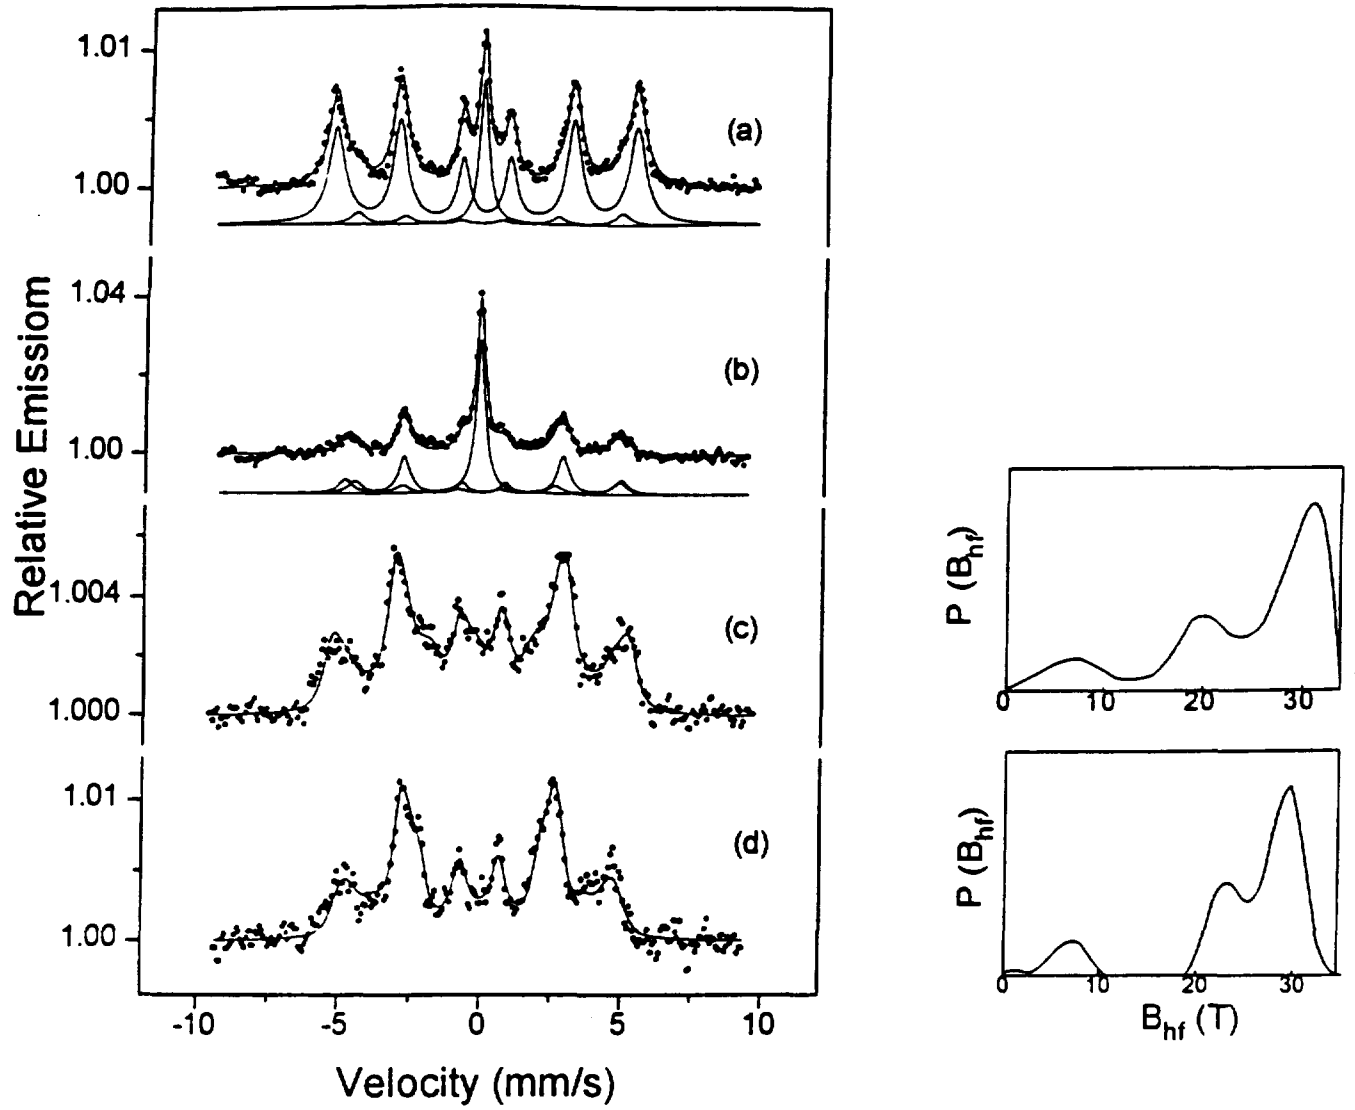 Relative Emissiom
1.01
1.00
(a)
1.04
1.00
(b)
1.004
1.000
(c)
1.01
1.00
(d)
-10 -5 0 5 10
Velocity (mm/s)
P (Bhf)
0 10 20 30
P (Bhf)
0 10 20 30
Bhf (T)